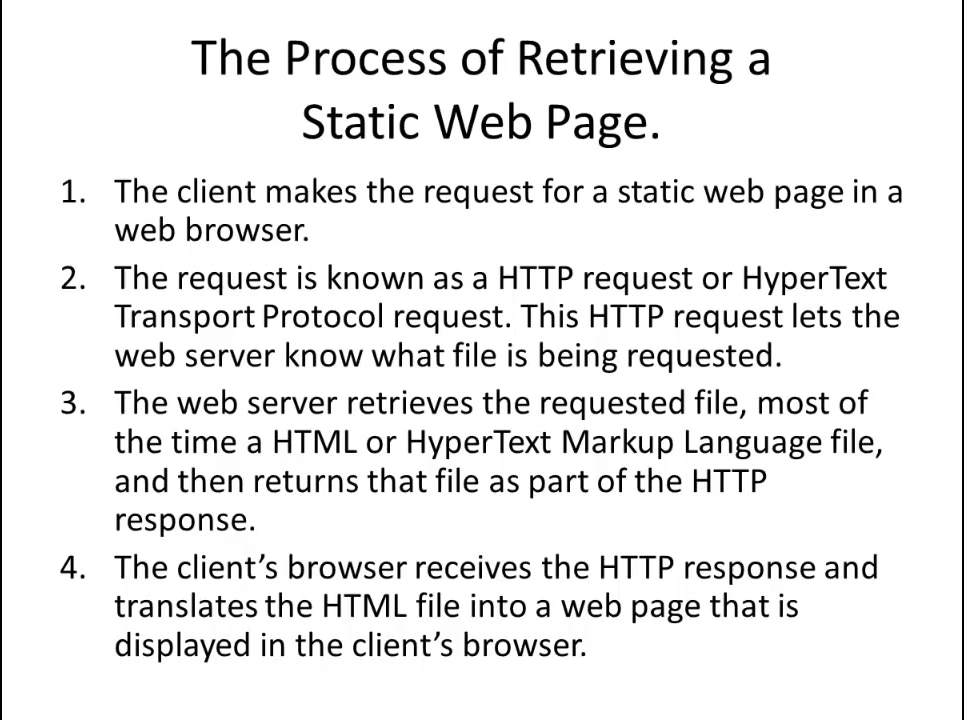 The Process of Retrieving a
Static Web Page.
1. The client makes the request for a static web page in a
web browser.
2. The request is known as a HTTP request or HyperText
Transport Protocol request. This HTTP request lets the
web server know what file is being requested.
3. The web server retrieves the requested file, most of
the time a HTML or HyperText Markup Language file,
and then returns that file as part of the HTTP
response.
4. The client’s browser receives the HTTP response and
translates the HTML file into a web page that is
displayed in the client’s browser.